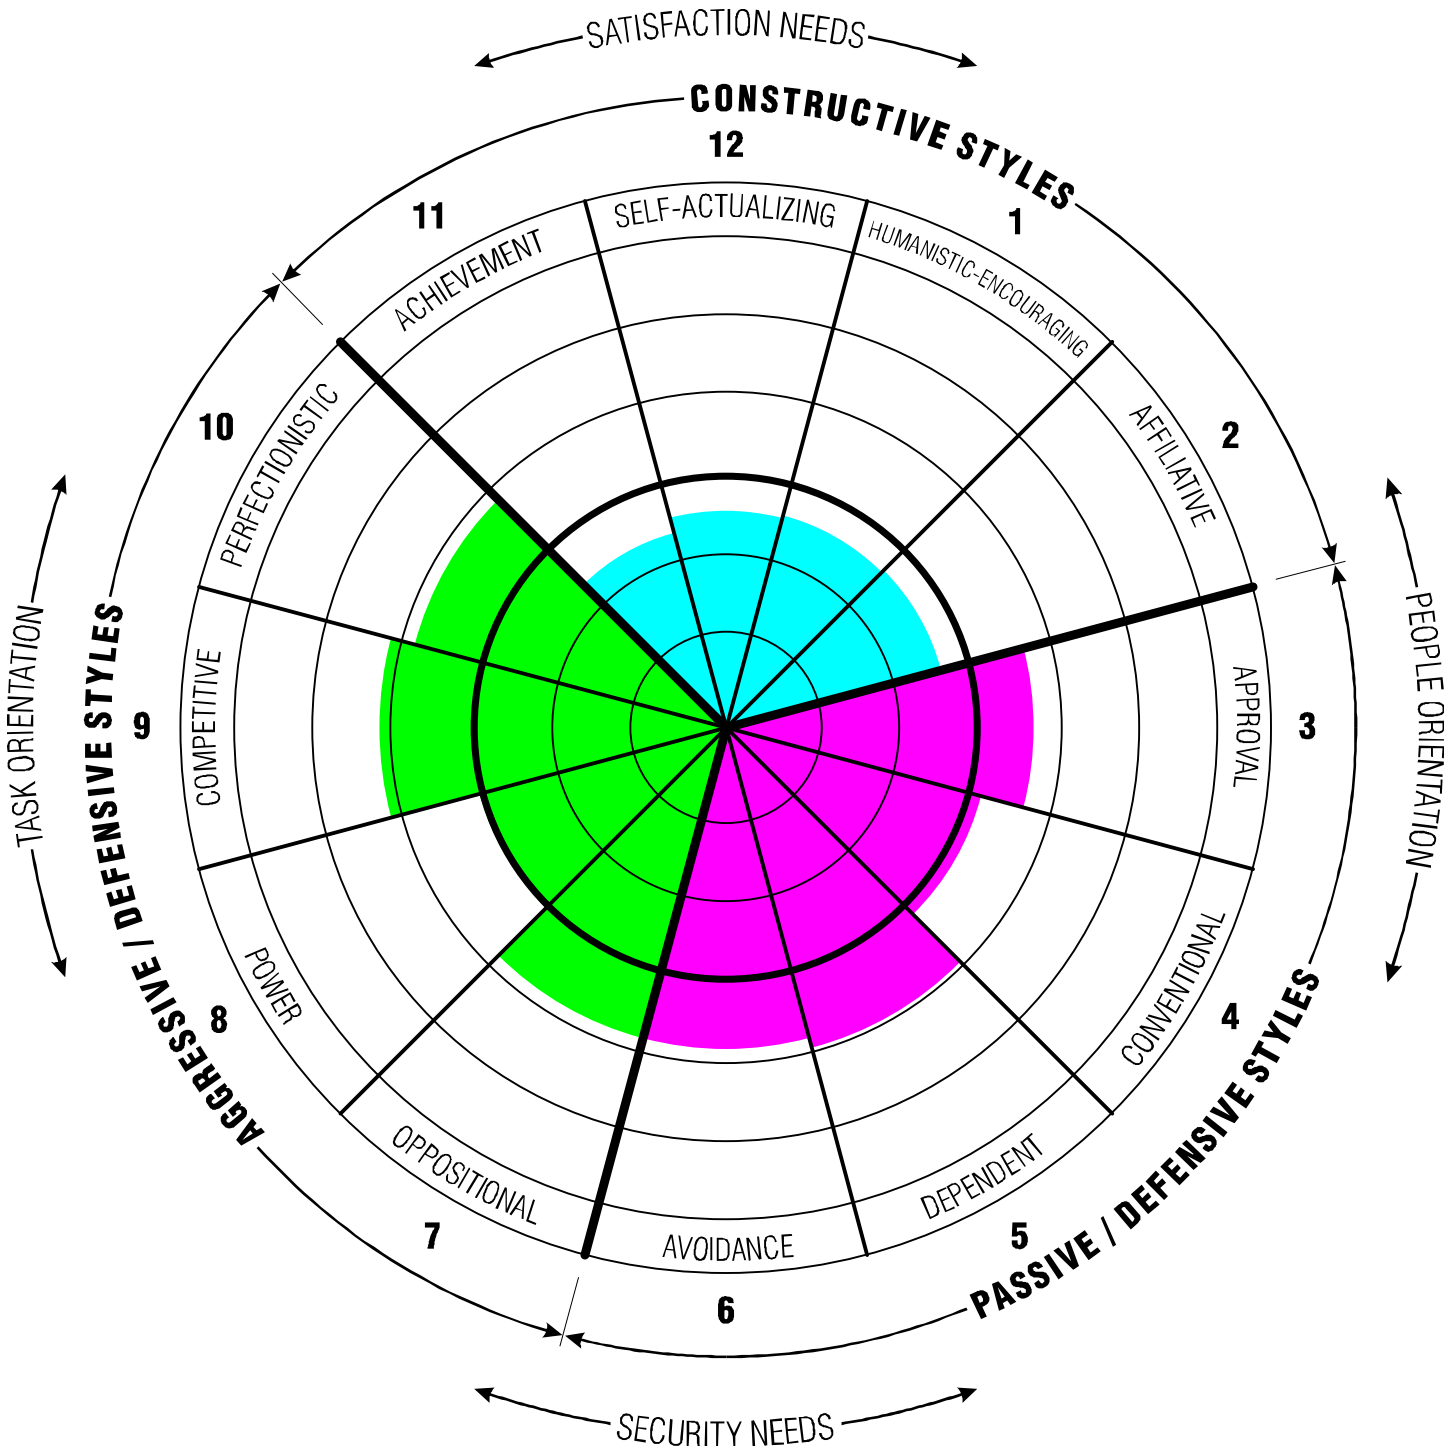 SATISFACTION NEEDS
CONSTRUCTIVE STYLES
12
SELF-ACTUALIZING
1
HUMANISTIC-ENCOURAGING
2
AFFILIATIVE
PEOPLE ORIENTATION
3
APPROVAL
4
CONVENTIONAL
PASSIVE / DEFENSIVE STYLES
5
DEPENDENT
6
AVOIDANCE
SECURITY NEEDS
7
OPPOSITIONAL
8
POWER
AGGRESSIVE / DEFENSIVE STYLES
9
COMPETITIVE
TASK ORIENTATION
10
PERFECTIONISTIC
11
ACHIEVEMENT